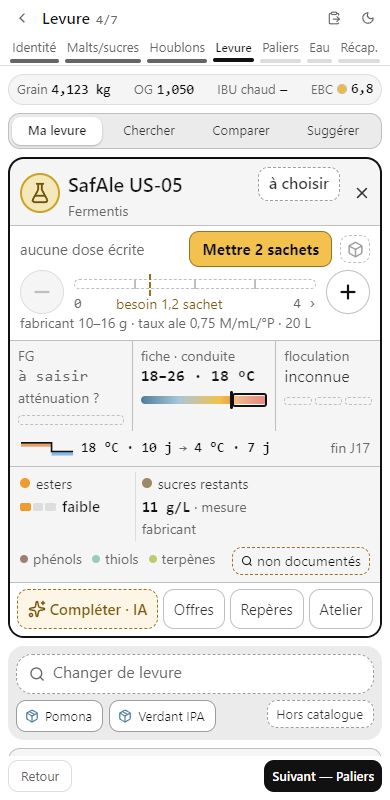 Levure 4/7
Identité Malts/sucres Houblons Levure Paliers Eau Récap.
Grain 4,123 kg OG 1,050 IBU chaud — EBC 6,8
Ma levure Chercher Comparer Suggérer
SafAle US-05 à choisir
Fermentis
aucune dose écrite Mettre 2 sachets
0 besoin 1,2 sachet 4 ›
fabricant 10–16 g · taux ale 0,75 M/mL/°P · 20 L
FG fiche · conduite floculation
à saisir 18–26 · 18 °C inconnue
atténuation ?
18 °C · 10 j → 4 °C · 7 j fin J17
esters sucres restants
faible 11 g/L · mesure
fabricant
phénols thiols terpènes non documentés
Compléter · IA Offres Repères Atelier
Changer de levure
Pomona Verdant IPA Hors catalogue
Retour Suivant — Paliers